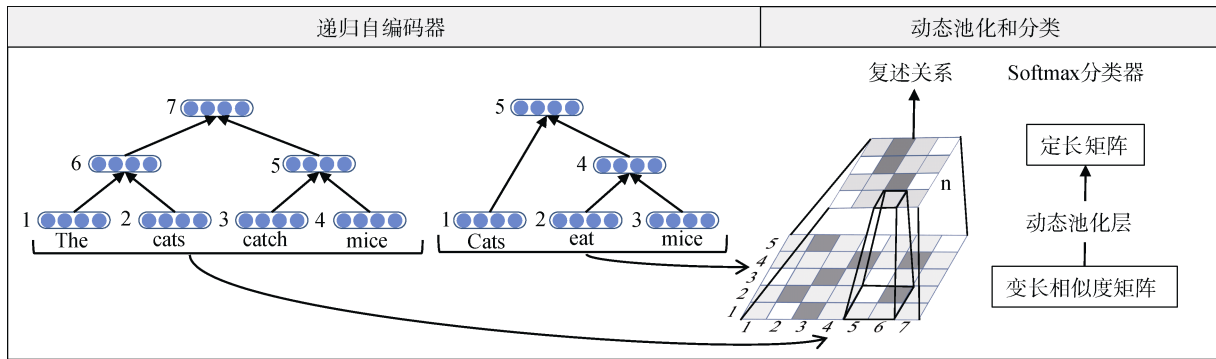 递归自编码器
动态池化和分类
复述关系
Softmax分类器
7
5
6
5
4
定长矩阵
n
1
2
3
4
1
2
3
The
cats
catch
mice
Cats
eat
mice
动态池化层
5
4
3
2
1
变长相似度矩阵
1
2
3
4
5
6
7